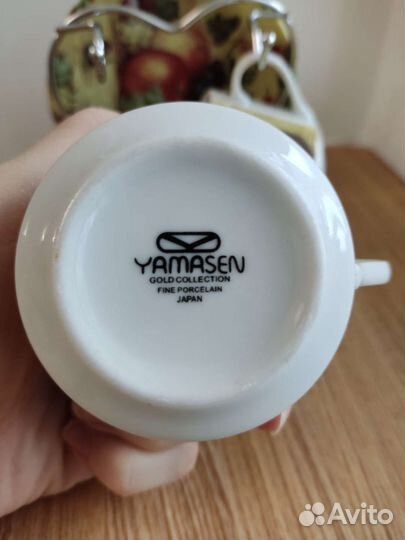 YAMASEN
GOLD COLLECTION
FINE PORCELAIN
JAPAN
Avito